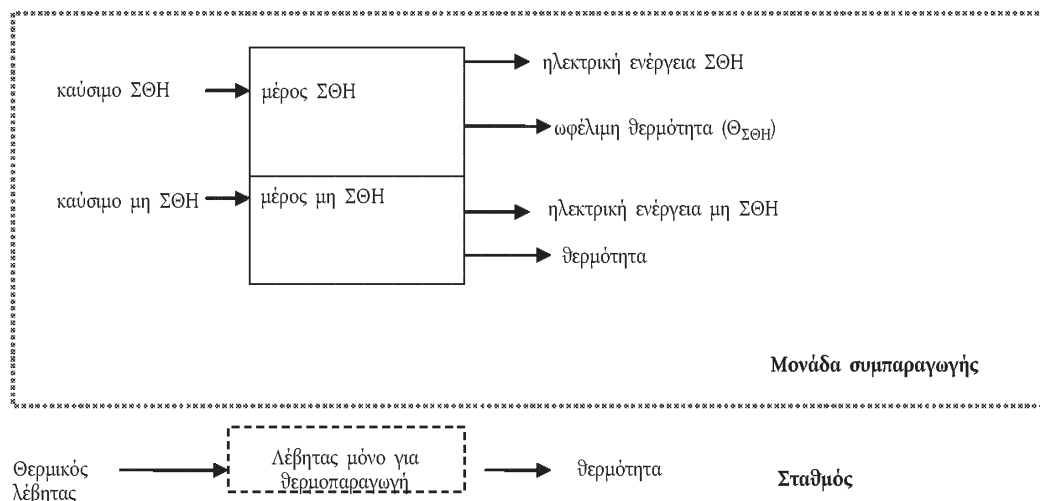 ηλεκτρική ενέργεια ΣΘΗ
καύσιμο ΣΘΗ
μέρος ΣΘΗ
ωφέλιμη θερμότητα (Θ_ΣΘΗ)
καύσιμο μη ΣΘΗ
μέρος μη ΣΘΗ
ηλεκτρική ενέργεια μη ΣΘΗ
θερμότητα
Μονάδα συμπαραγωγής
Θερμικός
λέβητας
Λέβητας μόνο για
θερμοπαραγωγή
θερμότητα
Σταθμός